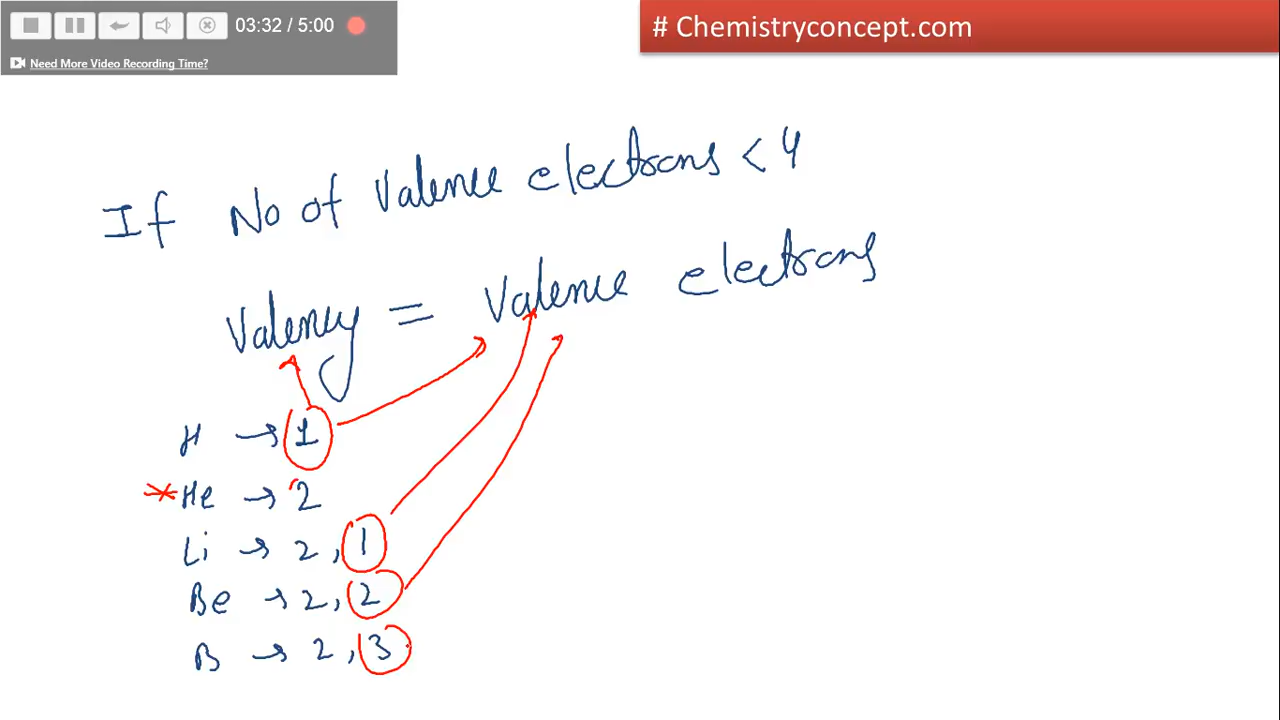 03:32 / 5:00
Need More Video Recording Time?
# Chemistryconcept.com
If No of Valence electrons < 4
Valency = Valence electrons
H → 1
* He → 2
Li → 2, 1
Be → 2, 2
B → 2, 3